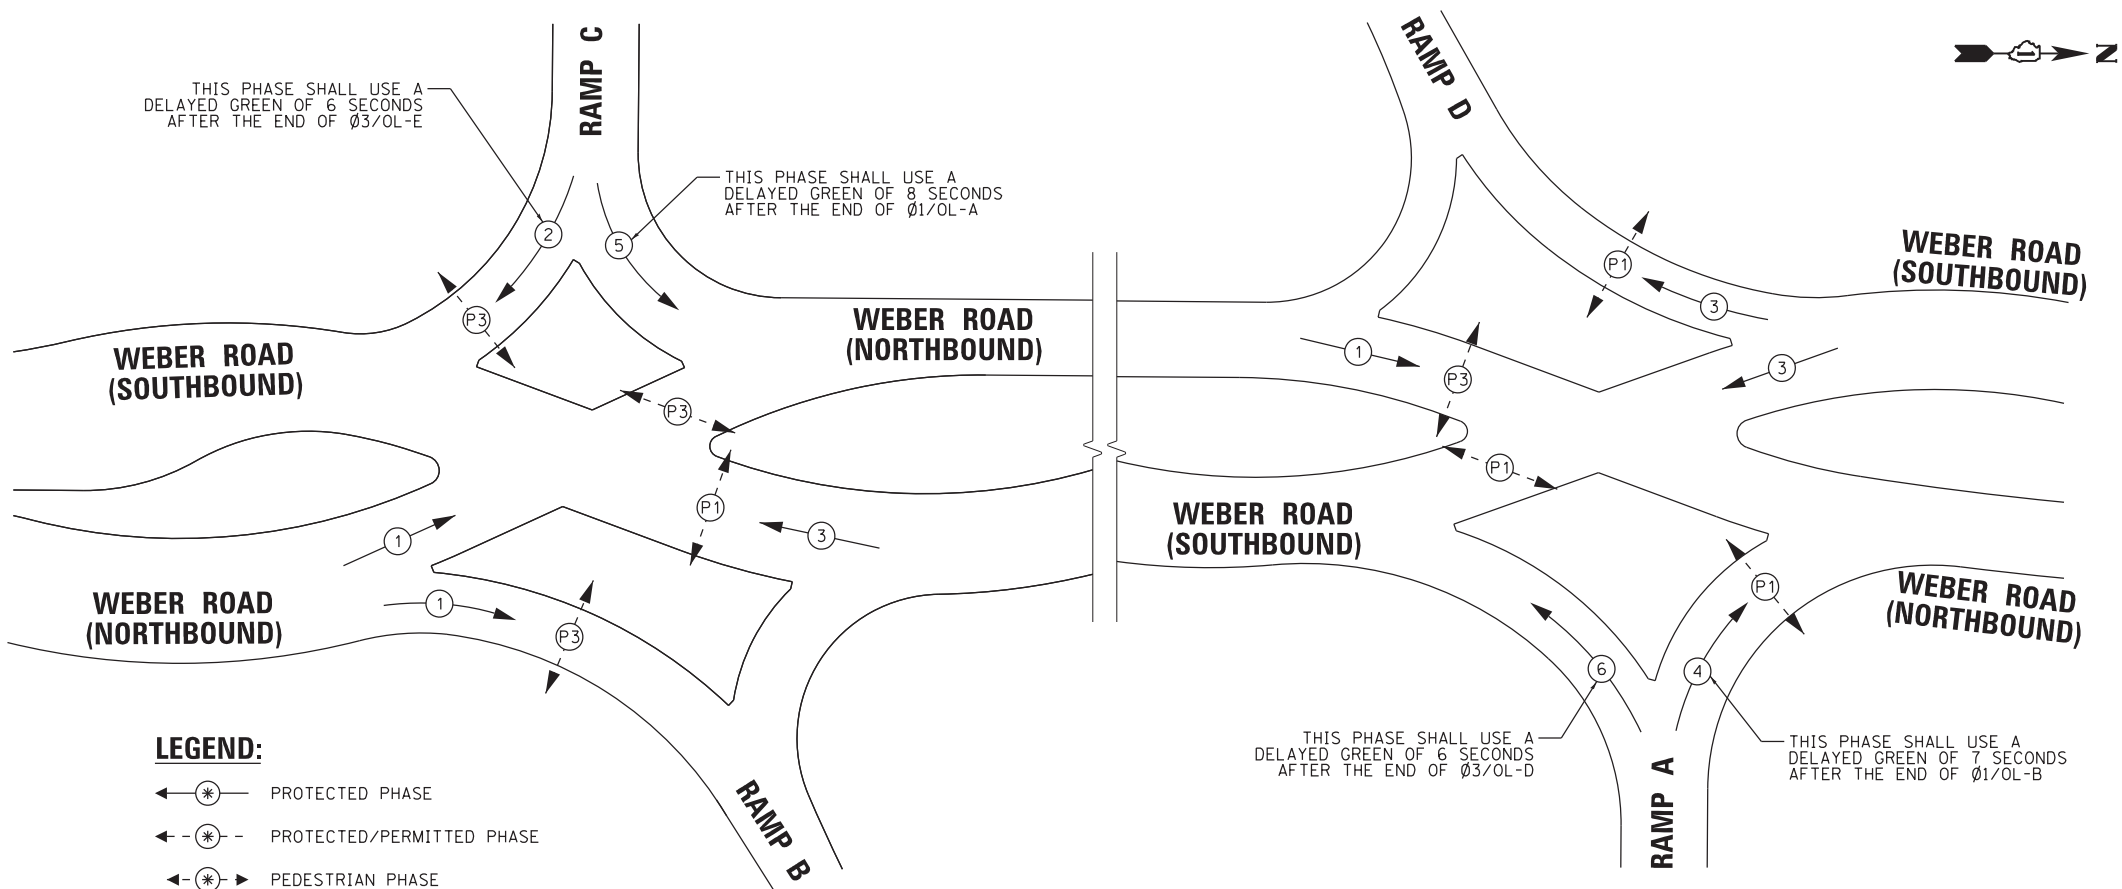 RAMP C
RAMP D
N
THIS PHASE SHALL USE A
DELAYED GREEN OF 6 SECONDS
AFTER THE END OF Ø3/OL-E
THIS PHASE SHALL USE A
DELAYED GREEN OF 8 SECONDS
AFTER THE END OF Ø1/OL-A
2
5
P3
P1
3
WEBER ROAD
(SOUTHBOUND)
WEBER ROAD
(SOUTHBOUND)
WEBER ROAD
(NORTHBOUND)
1
3
P3
P3
P1
P1
1
3
WEBER ROAD
(SOUTHBOUND)
WEBER ROAD
(NORTHBOUND)
1
P3
P1
WEBER ROAD
(NORTHBOUND)
6
4
THIS PHASE SHALL USE A
DELAYED GREEN OF 6 SECONDS
AFTER THE END OF Ø3/OL-D
THIS PHASE SHALL USE A
DELAYED GREEN OF 7 SECONDS
AFTER THE END OF Ø1/OL-B
RAMP B
RAMP A
LEGEND:
* PROTECTED PHASE
* PROTECTED/PERMITTED PHASE
* PEDESTRIAN PHASE